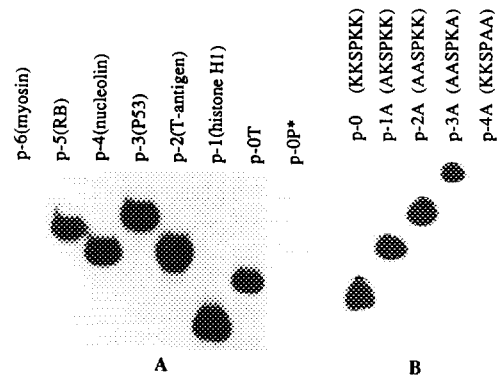 p-6(myosin)
p-5(RB)
p-4(nucleolin)
p-3(P53)
p-2(T-antigen)
p-1(histone H1)
p-0T
p-0P*
p-0 (KKSPKK)
p-1A (AKSPKK)
p-2A (AASPKK)
p-3A (AASPKA)
p-4A (KKSPAA)
A
B